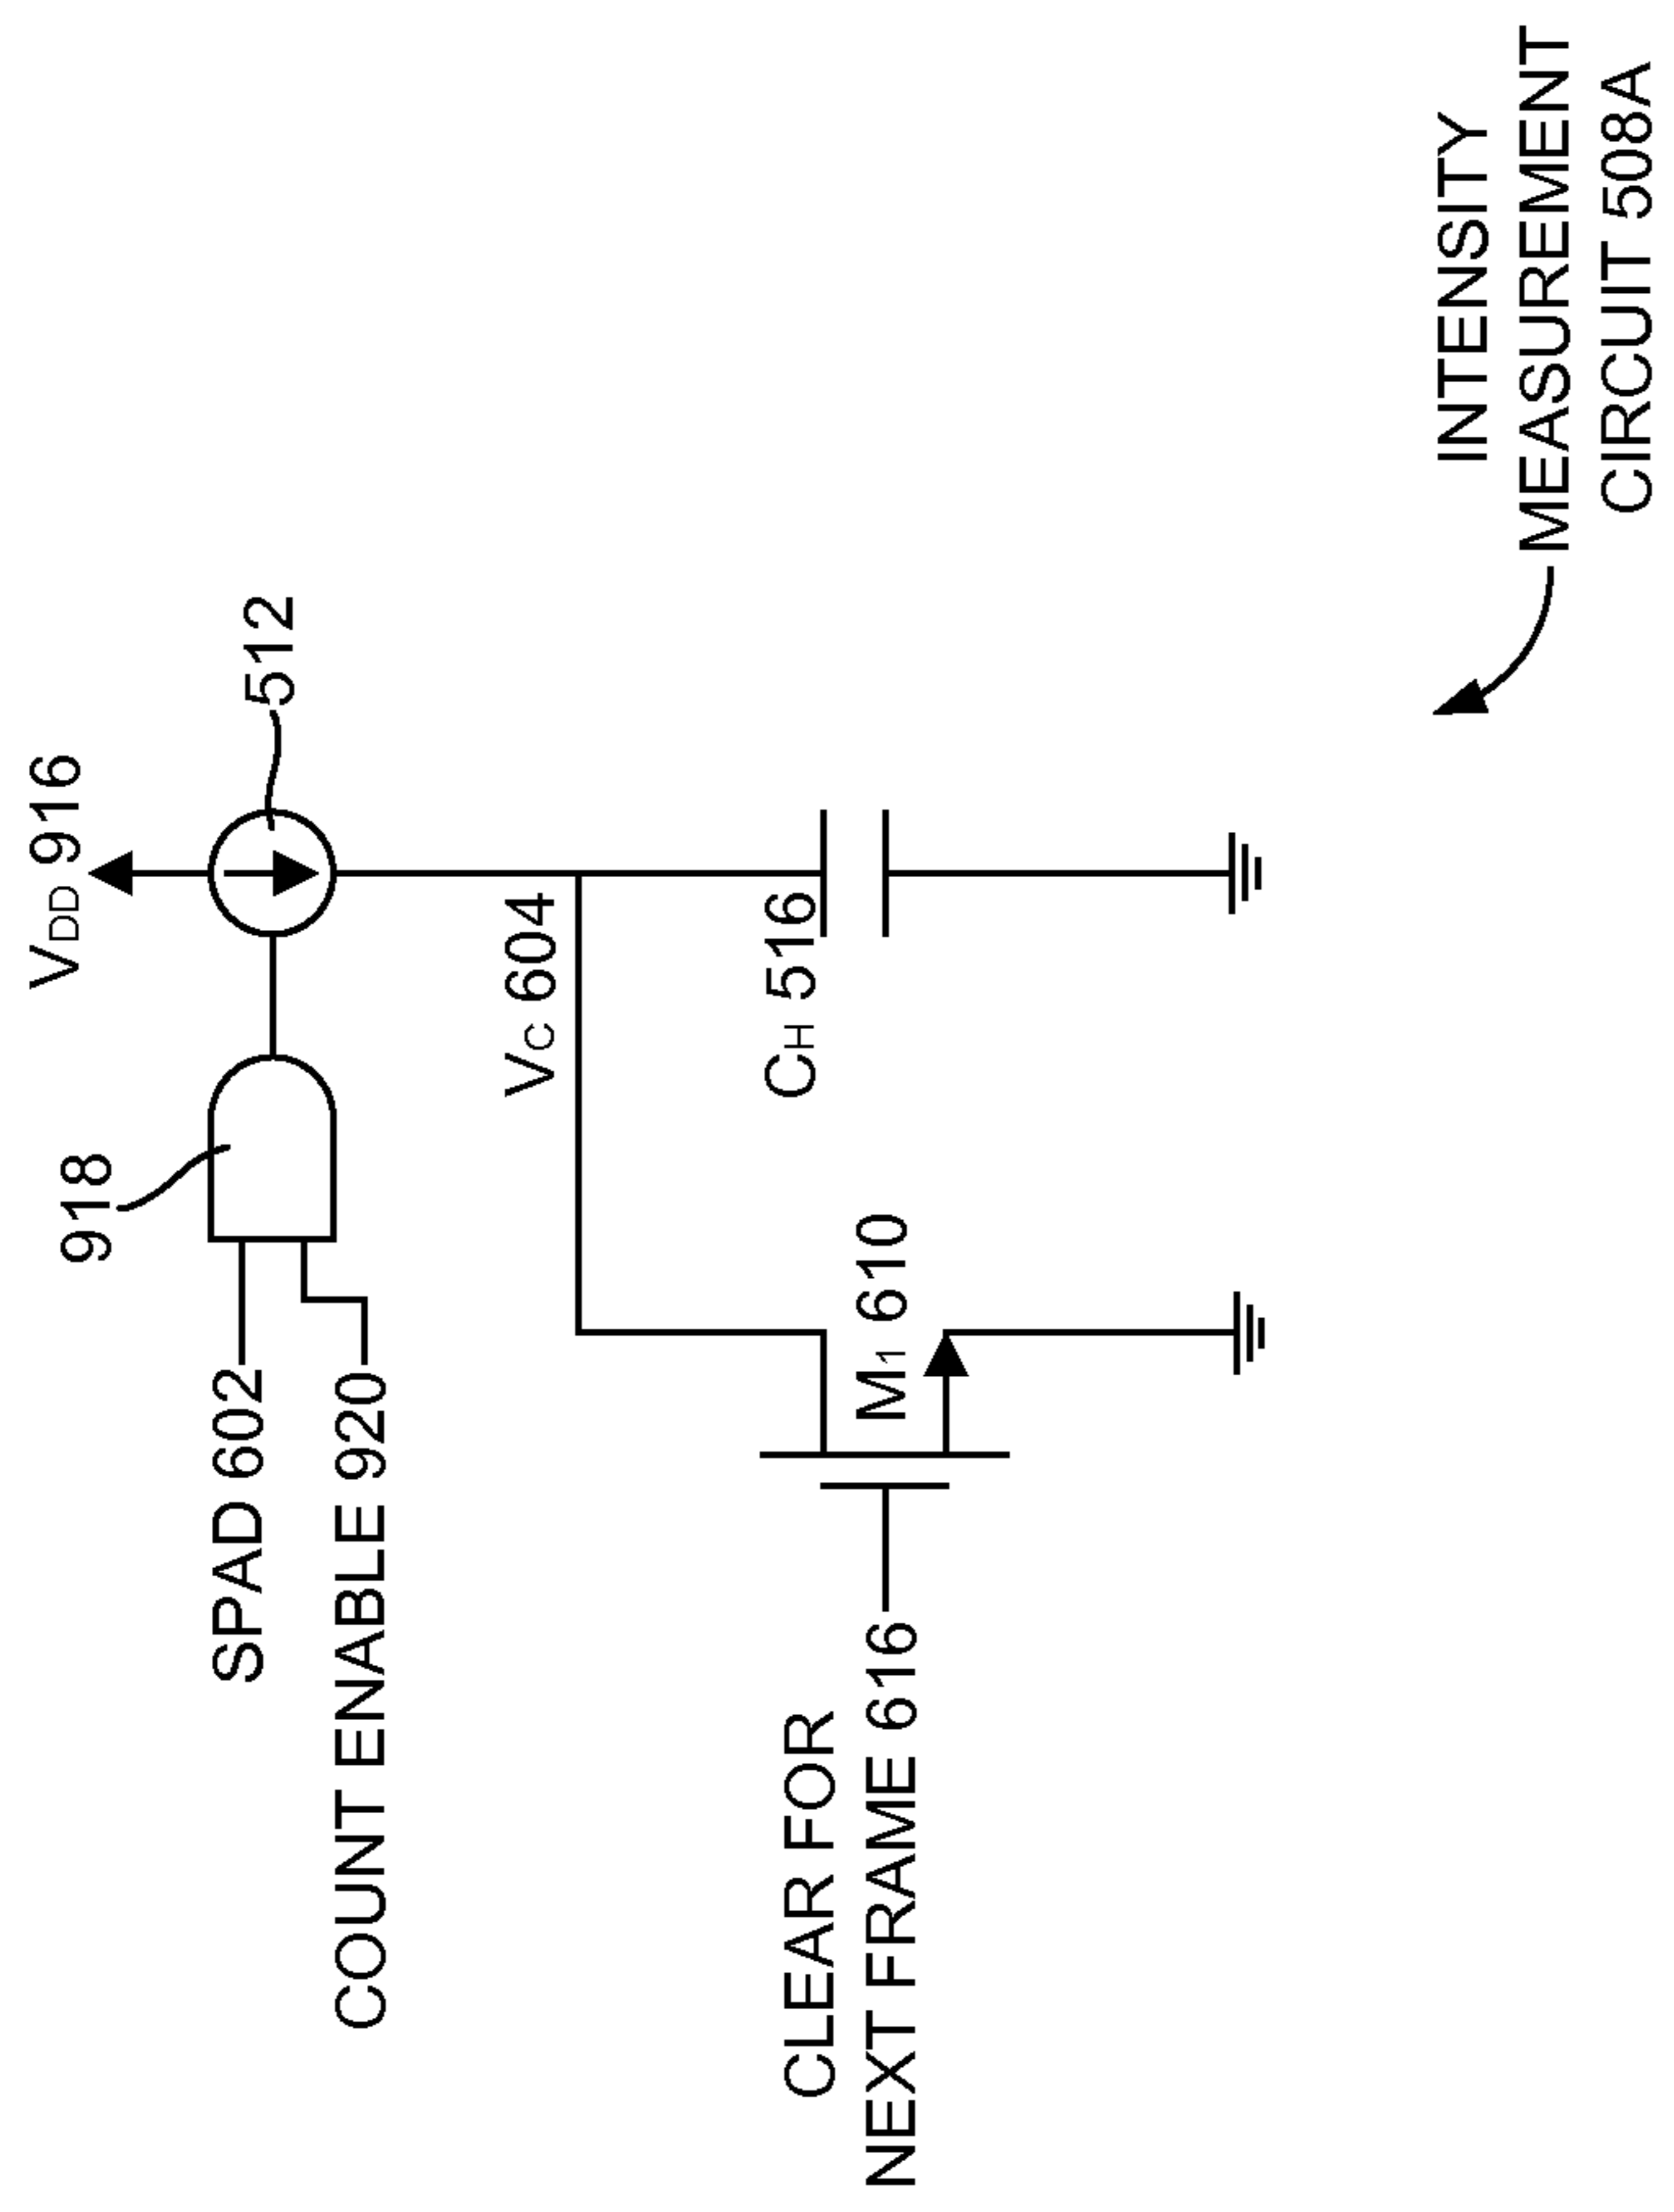 VDD 916
918
512
SPAD 602
COUNT ENABLE 920
VC 604
CH 516
M1 610
CLEAR FOR
NEXT FRAME 616
INTENSITY
MEASUREMENT
CIRCUIT 508A